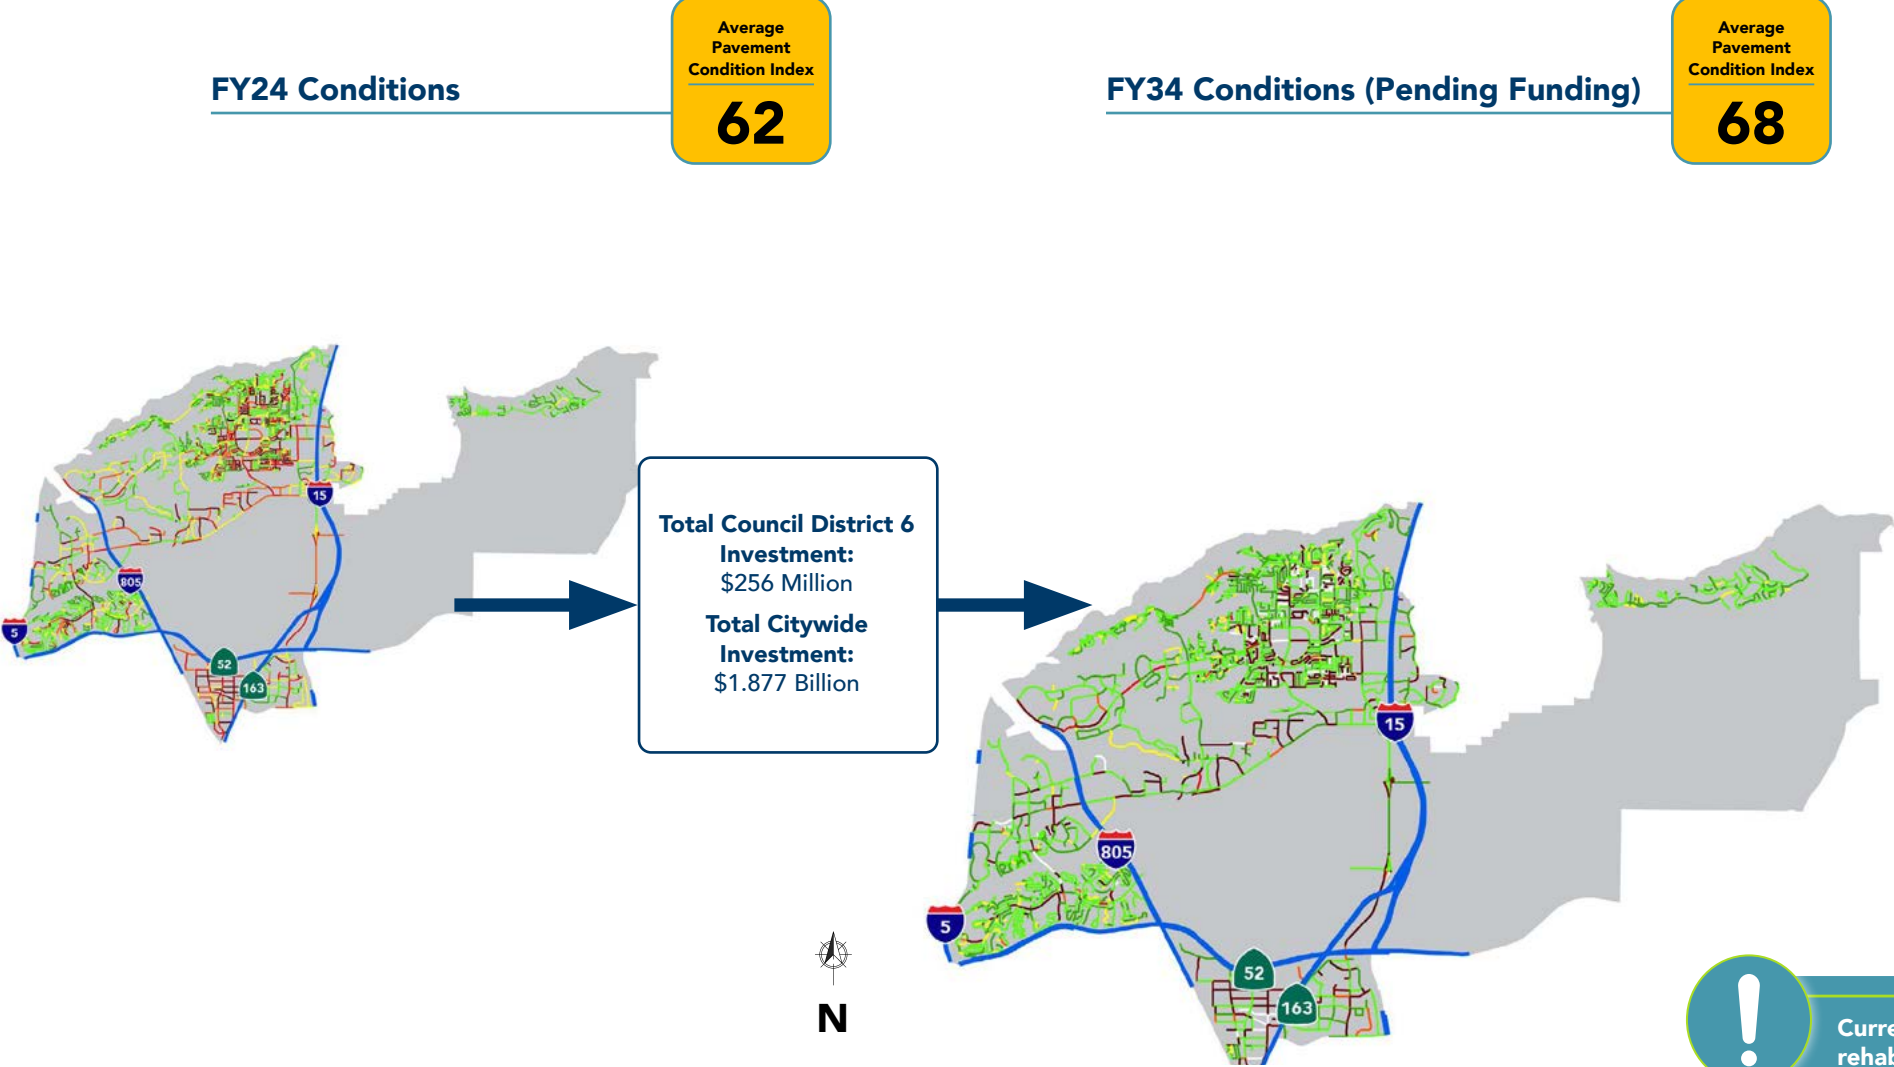 FY24 Conditions
Average
Pavement
Condition Index
62
FY34 Conditions (Pending Funding)
Average
Pavement
Condition Index
68
15
805
5
52
163
Total Council District 6
Investment:
$256 Million
Total Citywide
Investment:
$1.877 Billion
15
805
5
52
163
N
Curre
rehab